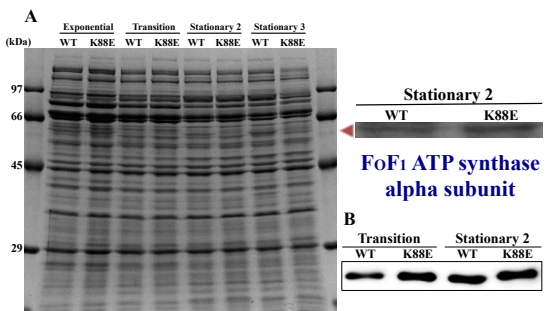 A
Exponential Transition Stationary 2 Stationary 3
(kDa) WT K88E WT K88E WT K88E WT K88E
97
66
45
29
Stationary 2
WT K88E
FOF1 ATP synthase
alpha subunit
B
Transition Stationary 2
WT K88E WT K88E